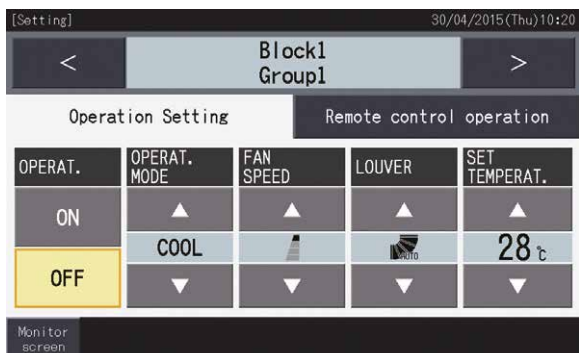 [Setting]
30/04/2015(Thu)10:20
<
Block1
Group1
>
Operation Setting
Remote control operation
OPERAT.
OPERAT.
MODE
FAN
SPEED
LOUVER
SET
TEMPERAT.
ON
OFF
COOL
AUTO
28 ℃
Monitor
screen